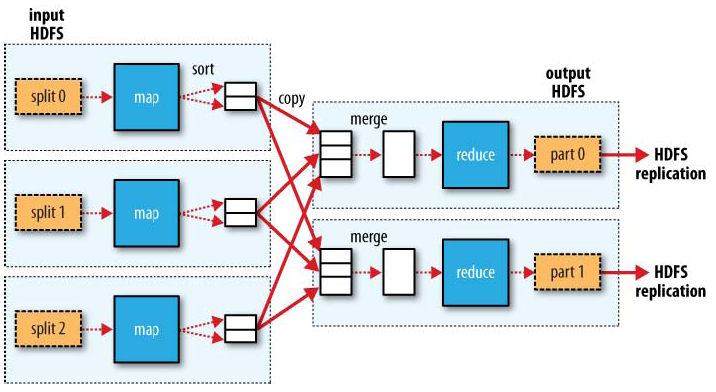 input
HDFS
split 0
map
sort
copy
split 1
map
split 2
map
output
HDFS
merge
reduce
part 0
HDFS
replication
merge
reduce
part 1
HDFS
replication